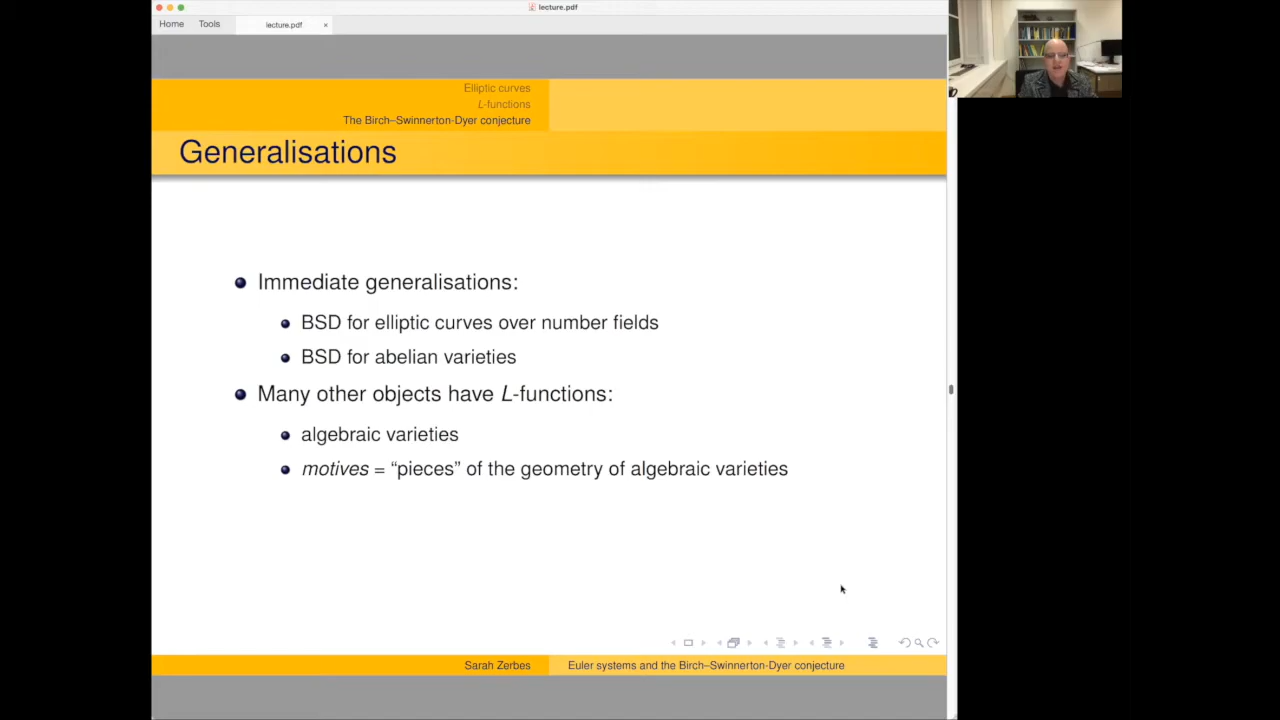 lecture.pdf
Home
Tools
lecture.pdf
×
Elliptic curves
L-functions
The Birch–Swinnerton-Dyer conjecture
Generalisations
Immediate generalisations:
BSD for elliptic curves over number fields
BSD for abelian varieties
Many other objects have L-functions:
algebraic varieties
motives = “pieces” of the geometry of algebraic varieties
Sarah Zerbes
Euler systems and the Birch–Swinnerton-Dyer conjecture